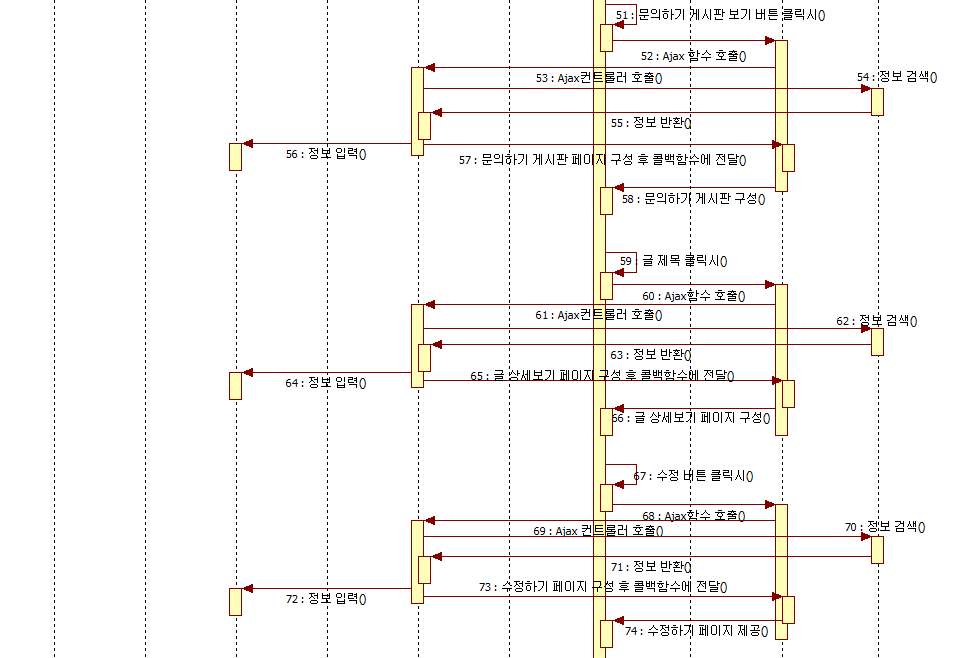 51 : 문의하기 게시판 보기 버튼 클릭시()
52 : Ajax 함수 호출()
53 : Ajax컨트롤러 호출()
54 : 정보 검색()
55 : 정보 반환()
56 : 정보 입력()
57 : 문의하기 게시판 페이지 구성 후 콜백함수에 전달()
58 : 문의하기 게시판 구성()
59 : 글 제목 클릭시()
60 : Ajax함수 호출()
61 : Ajax컨트롤러 호출()
62 : 정보 검색()
63 : 정보 반환()
64 : 정보 입력()
65 : 글 상세보기 페이지 구성 후 콜백함수에 전달()
66 : 글 상세보기 페이지 구성()
67 : 수정 버튼 클릭시()
68 : Ajax함수 호출()
69 : Ajax 컨트롤러 호출()
70 : 정보 검색()
71 : 정보 반환()
72 : 정보 입력()
73 : 수정하기 페이지 구성 후 콜백함수에 전달()
74 : 수정하기 페이지 제공()